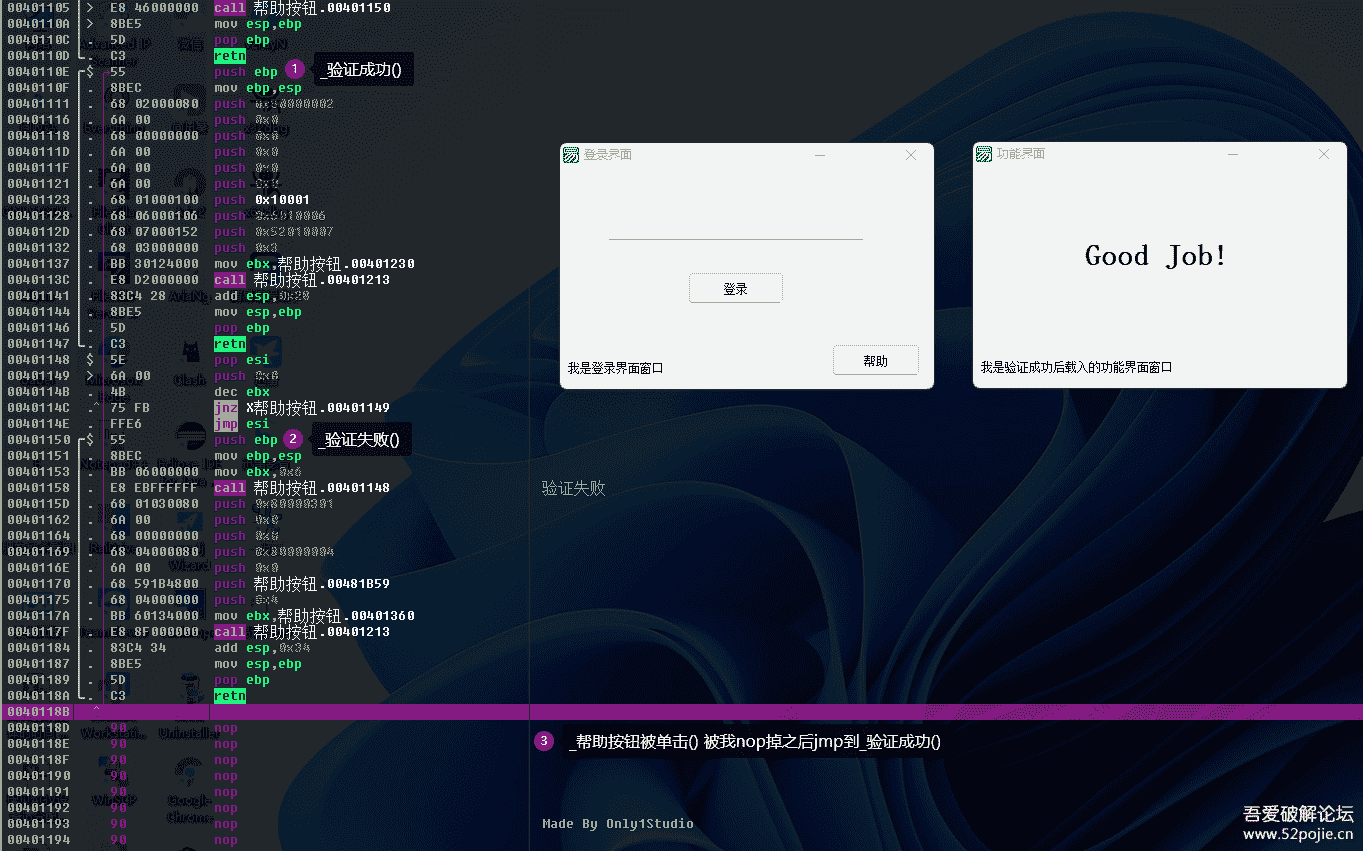 00401105 > E8 46000000 call 帮助按钮.00401150
0040110A > 8BE5 mov esp,ebp
0040110C . 5D pop ebp
0040110D . C3 retn
0040110E $ 55 push ebp 1 _验证成功()
0040110F . 8BEC mov ebp,esp
00401111 . 68 02000080 push 0x80000002
00401116 . 6A 00 push 0x0
00401118 . 68 00000000 push 0x0
0040111D . 6A 00 push 0x0
0040111F . 6A 00 push 0x0
00401121 . 6A 00 push 0x0
00401123 . 68 01000100 push 0x10001
00401128 . 68 06000106 push 0x6010006
0040112D . 68 07000152 push 0x52010007
00401132 . 68 03000000 push 0x3
00401137 . BB 30124000 mov ebx,帮助按钮.00401230
0040113C . E8 D2000000 call 帮助按钮.00401213
00401141 . 83C4 28 add esp,0x28
00401144 . 8BE5 mov esp,ebp
00401146 . 5D pop ebp
00401147 . C3 retn
00401148 $ 5E pop esi
00401149 > 6A 00 push 0x0
0040114B . 4B dec ebx
0040114C .^ 75 FB jnz X帮助按钮.00401149
0040114E . FFE6 jmp esi
00401150 $ 55 push ebp 2 _验证失败()
00401151 . 8BEC mov ebp,esp
00401153 . BB 06000000 mov ebx,0x6
00401158 . E8 EBFFFFFF call 帮助按钮.00401148
0040115D . 68 01030080 push 0x80000301
00401162 . 6A 00 push 0x0
00401164 . 68 00000000 push 0x0
00401169 . 68 04000080 push 0x80000004
0040116E . 6A 00 push 0x0
00401170 . 68 591B4800 push 帮助按钮.00481B59 验证失败
00401175 . 68 04000000 push 0x4
0040117A . BB 60134000 mov ebx,帮助按钮.00401360
0040117F . E8 8F000000 call 帮助按钮.00401213
00401184 . 83C4 34 add esp,0x34
00401187 . 8BE5 mov esp,ebp
00401189 . 5D pop ebp
0040118A . C3 retn
0040118B ^
0040118D 90 nop
0040118E 90 nop 3 _帮助按钮被单击() 被我nop掉之后jmp到_验证成功()
0040118F 90 nop
00401190 90 nop
00401191 90 nop
00401192 90 nop
00401193 90 nop
00401194 90 nop
登录界面
登录
帮助
我是登录界面窗口
功能界面
Good Job!
我是验证成功后载入的功能界面窗口
Made By Only1Studio
吾爱破解论坛
www.52pojie.cn